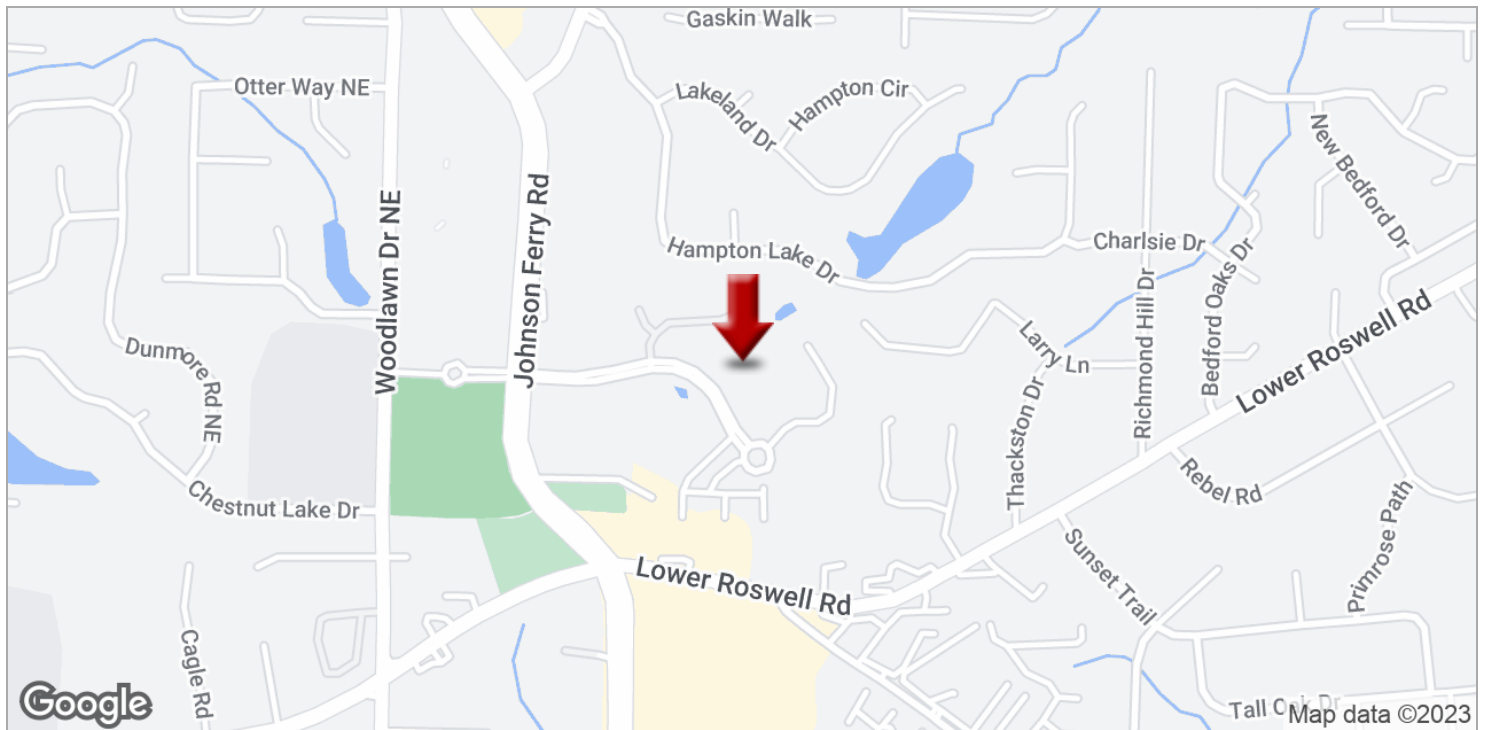 Gaskin Walk
Otter Way NE
Lakeland Dr
Hampton Cir
New Bedford Dr
Woodlawn Dr NE
Johnson Ferry Rd
Hampton Lake Dr
Charlsie Dr
Bedford Oaks Dr
Richmond Hill Dr
Larry Ln
Lower Roswell Rd
Dunmore Rd NE
Thackston Dr
Rebel Rd
Chestnut Lake Dr
Primrose Path
Sunset Trail
Lower Roswell Rd
Cagle Rd
Google
Tall Oak Dr
Map data ©2023